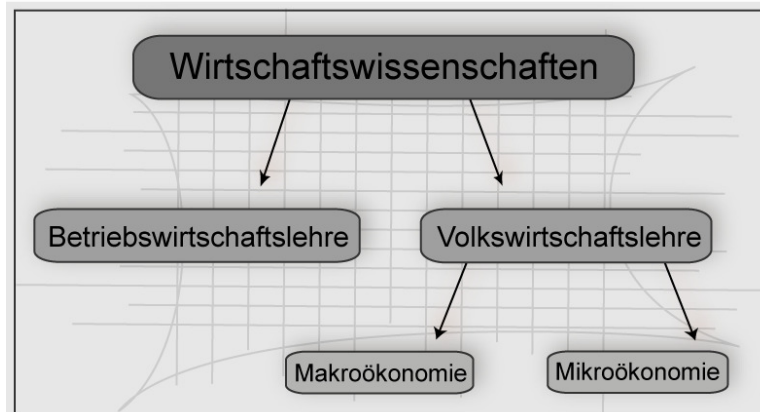 Wirtschaftswissenschaften
Betriebswirtschaftslehre
Volkswirtschaftslehre
Makroökonomie
Mikroökonomie